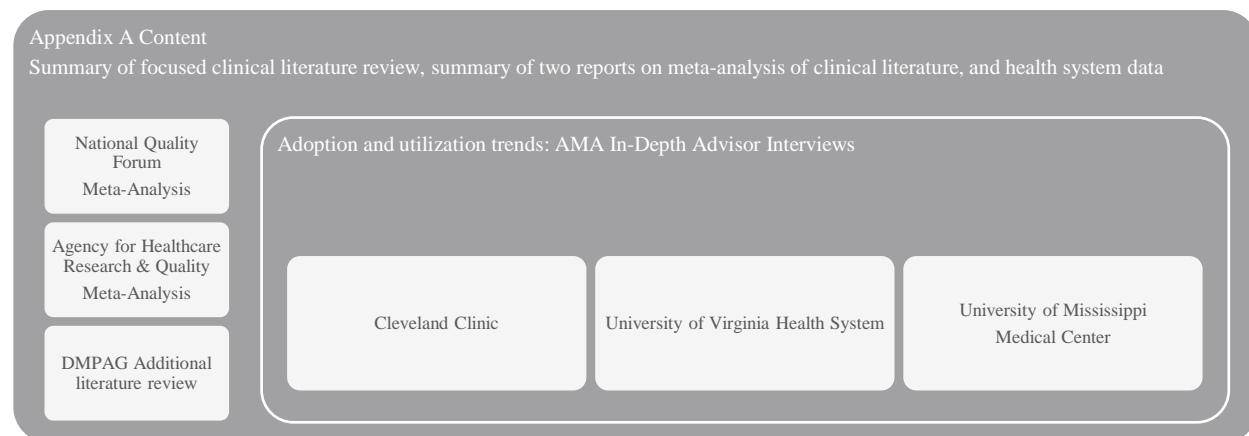 Appendix A Content
Summary of focused clinical literature review, summary of two reports on meta-analysis of clinical literature, and health system data
National Quality
Forum
Meta-Analysis
Agency for Healthcare
Research & Quality
Meta-Analysis
DMPAG Additional
literature review
Adoption and utilization trends: AMA In-Depth Advisor Interviews
Cleveland Clinic
University of Virginia Health System
University of Mississippi
Medical Center